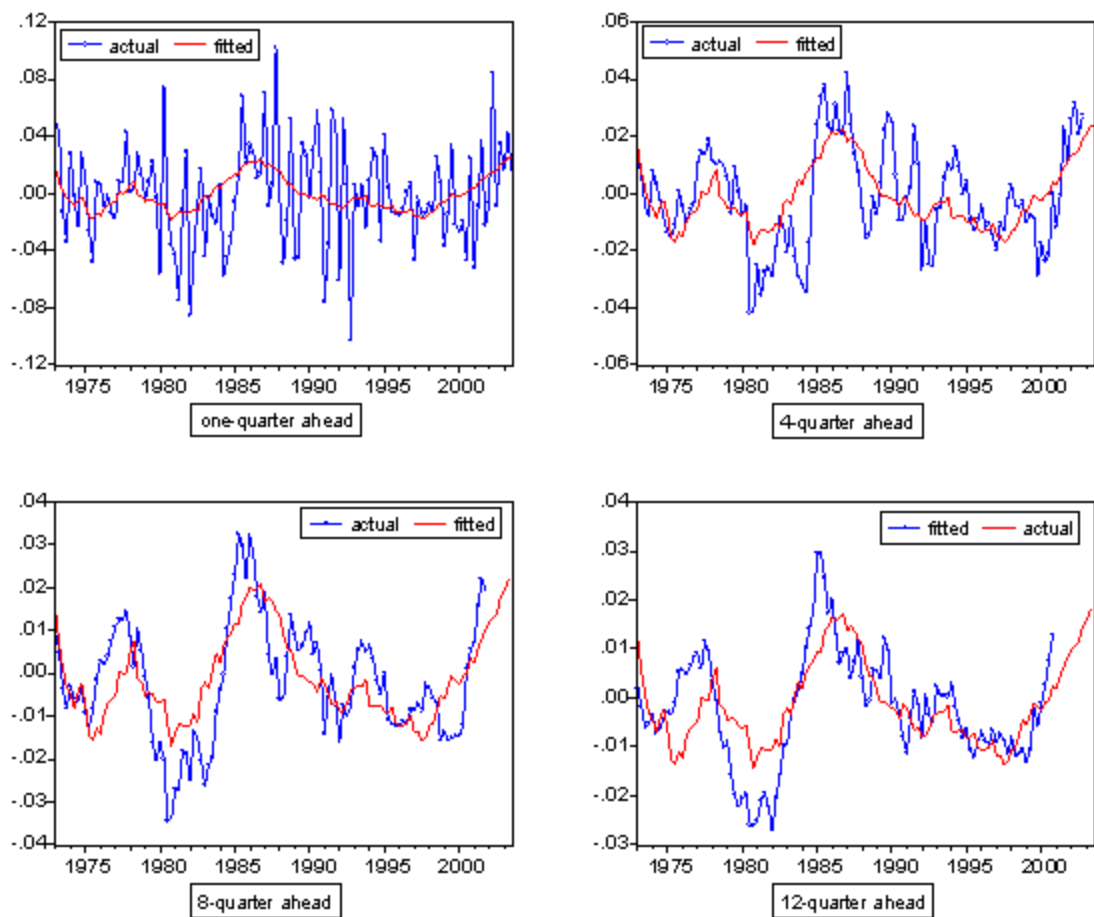 .12
actual fitted
.08
.04
.00
-.04
-.08
-.12
1975 1980 1985 1990 1995 2000
one-quarter ahead
.06
actual fitted
.04
.02
.00
-.02
-.04
-.06
1975 1980 1985 1990 1995 2000
4-quarter ahead
.04
actual fitted
.03
.02
.01
.00
-.01
-.02
-.03
-.04
1975 1980 1985 1990 1995 2000
8-quarter ahead
.04
fitted actual
.03
.02
.01
.00
-.01
-.02
-.03
1975 1980 1985 1990 1995 2000
12-quarter ahead